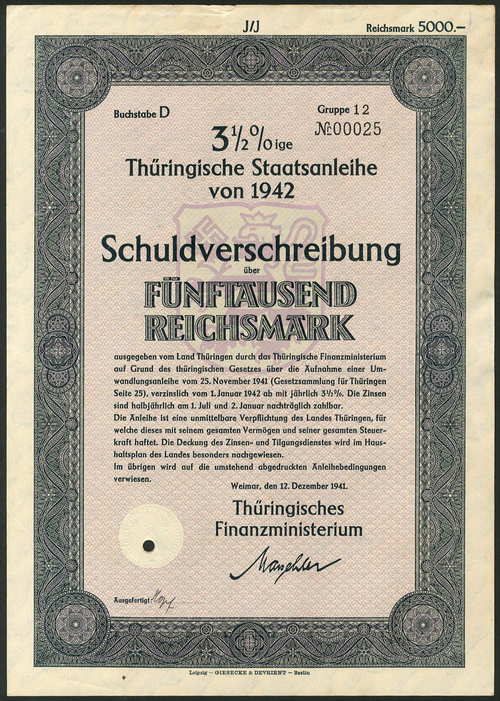 J/J
Reichsmark 5000.–
Buchstabe D
Gruppe 12
№ 00025
3 ½ % ige
Thüringische Staatsanleihe
von 1942
Schuldverschreibung
über
FÜNFTAUSEND
REICHSMARK
ausgegeben vom Land Thüringen durch das Thüringische Finanzministerium
auf Grund des thüringischen Gesetzes über die Aufnahme einer Um-
wandlungsanleihe vom 25. November 1941 (Gesetzsammlung für Thüringen
Seite 25), verzinslich vom 1. Januar 1942 ab mit jährlich 3½%. Die Zinsen
sind halbjährlich am 1. Juli und 2. Januar nachträglich zahlbar.
Die Anleihe ist eine unmittelbare Verpflichtung des Landes Thüringen, für
welche dieses mit seinem gesamten Vermögen und seiner gesamten Steuer-
kraft haftet. Die Deckung des Zinsen- und Tilgungsdienstes wird im Haus-
haltsplan des Landes besonders nachgewiesen.
Im übrigen wird auf die umstehend abgedruckten Anleihebedingungen
verwiesen.
Weimar, den 12. Dezember 1941.
Thüringisches
Finanzministerium
Ausgefertigt:
Leipzig — GIESECKE & DEVRIENT — Berlin